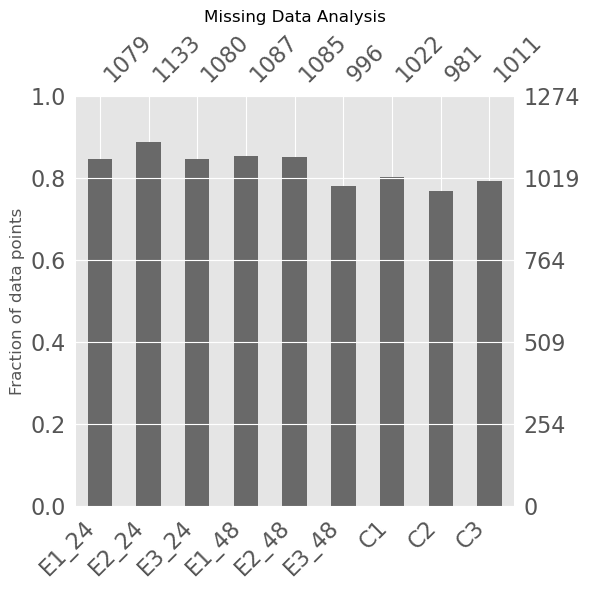 Missing Data Analysis
1079 1133 1080 1087 1085 996 1022 981 1011
1.0 1274
0.8 1019
0.6 764
0.4 509
0.2 254
0.0 0
Fraction of data points
E1_24 E2_24 E3_24 E1_48 E2_48 E3_48 C1 C2 C3